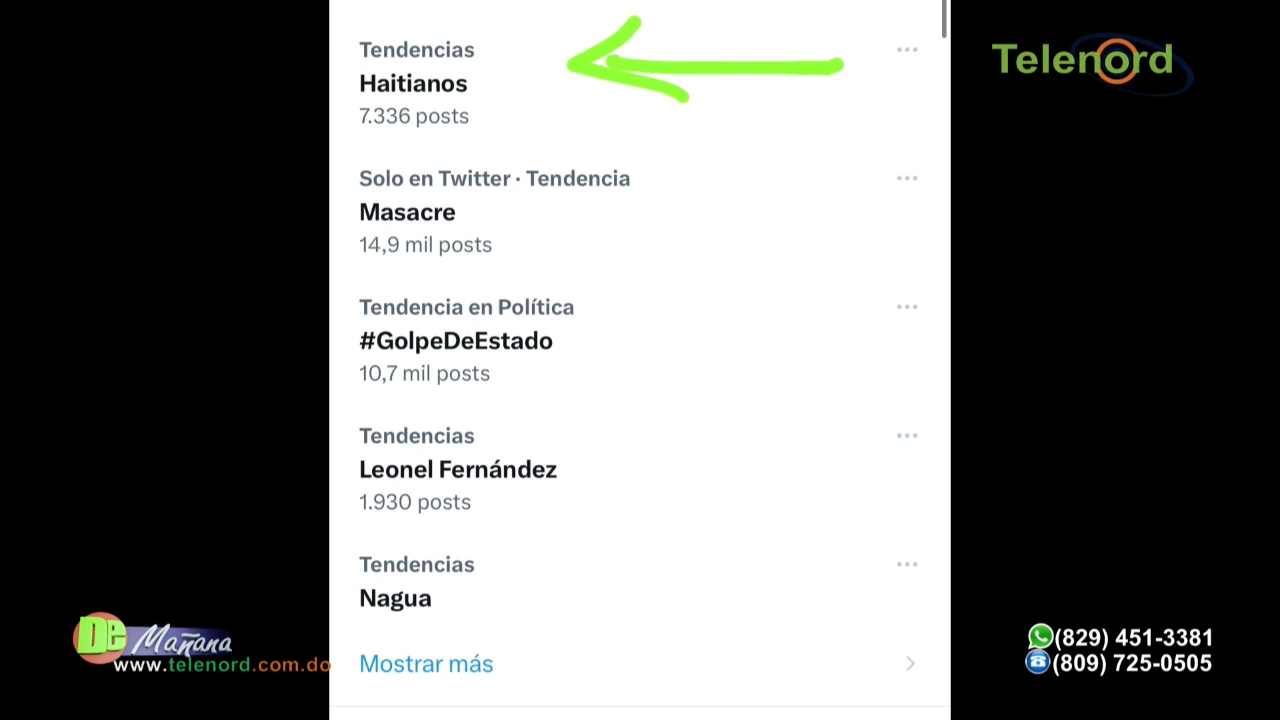 Tendencias
Haitianos
7.336 posts
Solo en Twitter · Tendencia
Masacre
14,9 mil posts
Tendencia en Política
#GolpeDeEstado
10,7 mil posts
Tendencias
Leonel Fernández
1.930 posts
Tendencias
Nagua
Mostrar más
Telenord
De Mañana
www.telenord.com.do
(829) 451-3381
(809) 725-0505